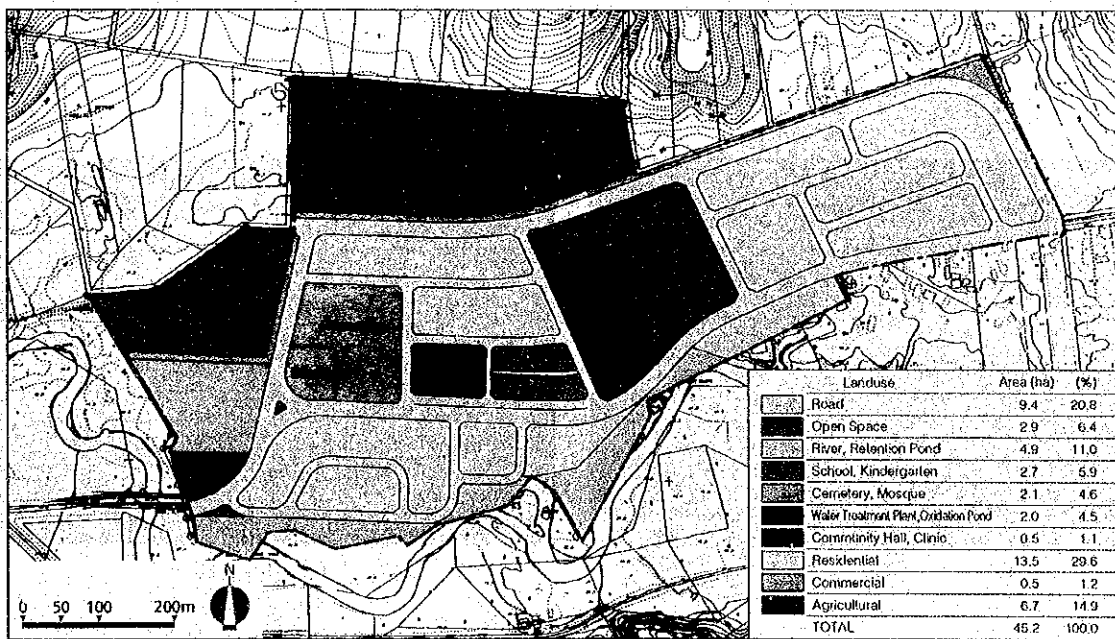 Landuse Area (ha) (%)
Road 9.4 20.8
Open Space 2.9 6.4
River, Retention Pond 4.9 11.0
School, Kindergarten 2.7 5.9
Cemetery, Mosque 2.1 4.6
Water Treatment Plant, Oxidation Pond 2.0 4.5
Community Hall, Clinic 0.5 1.1
Residential 13.5 29.6
Commercial 0.5 1.2
Agricultural 6.7 14.9
TOTAL 45.2 100.0
N
0 50 100 200m